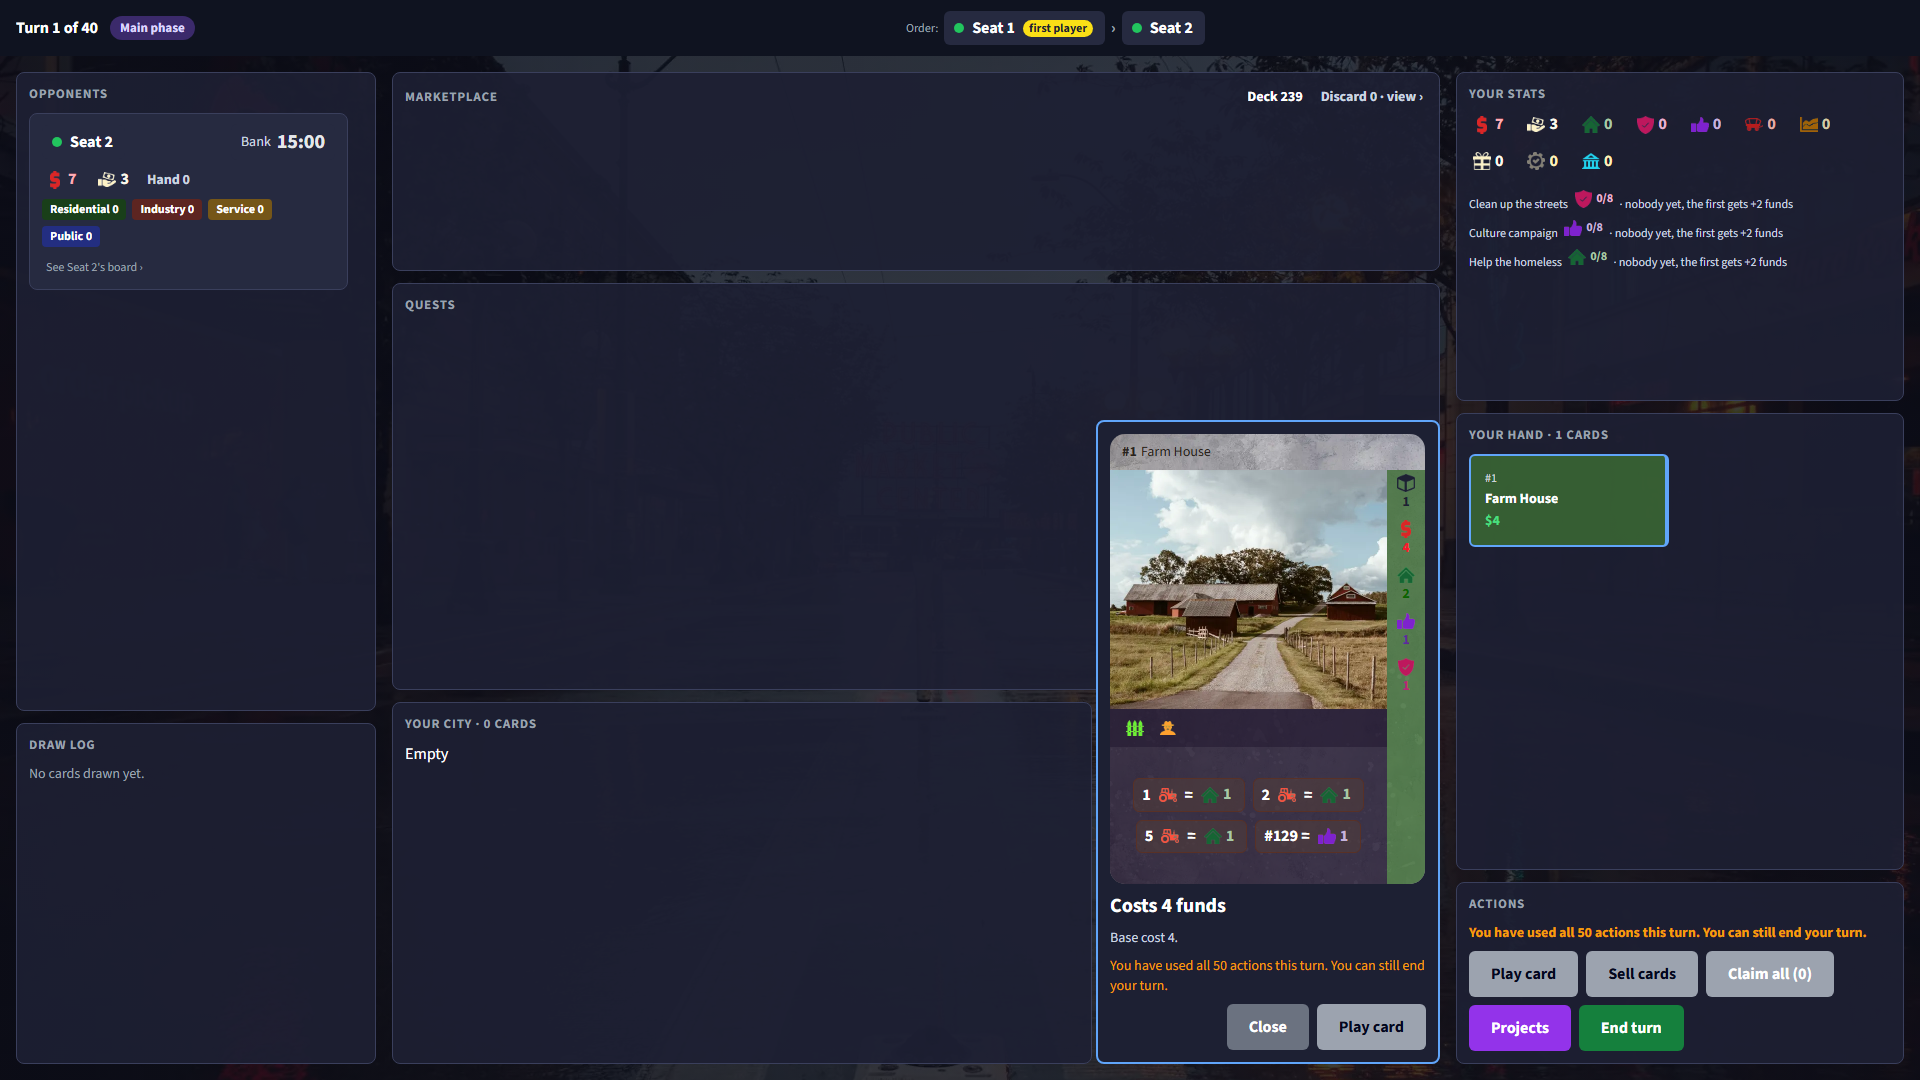 Turn 1 of 40
Main phase
Order:
Seat 1 first player › Seat 2
OPPONENTS
Seat 2
Bank 15:00
7 3 Hand 0
Residential 0 Industry 0 Service 0
Public 0
See Seat 2's board ›
DRAW LOG
No cards drawn yet.
MARKETPLACE
Deck 239 Discard 0 · view ›
QUESTS
YOUR CITY · 0 CARDS
Empty
#1 Farm House
1
4
2
1
1
1 = 1
2 = 1
5 = 1
#129 = 1
Costs 4 funds
Base cost 4.
You have used all 50 actions this turn. You can still end
your turn.
Close Play card
YOUR STATS
7 3 0 0 0 0 0
0 0 0
Clean up the streets 0/8 · nobody yet, the first gets +2 funds
Culture campaign 0/8 · nobody yet, the first gets +2 funds
Help the homeless 0/8 · nobody yet, the first gets +2 funds
YOUR HAND · 1 CARDS
#1
Farm House
$4
ACTIONS
You have used all 50 actions this turn. You can still end your turn.
Play card Sell cards Claim all (0)
Projects End turn